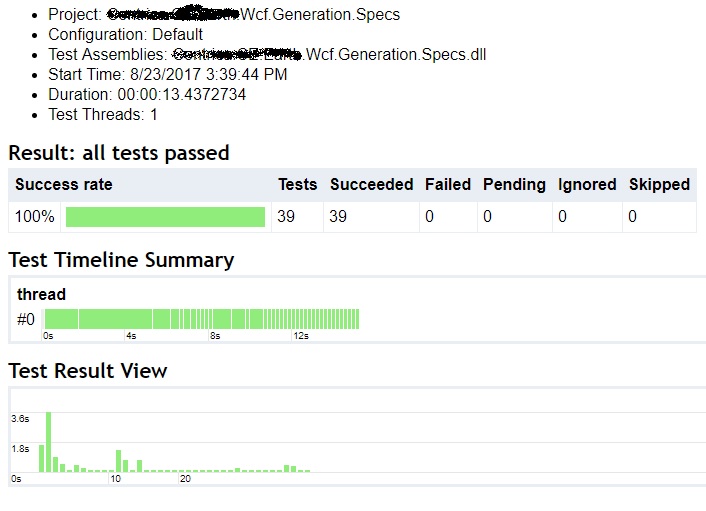 Project: Wcf.Generation.Specs
Configuration: Default
Test Assemblies: .Wcf.Generation.Specs.dll
Start Time: 8/23/2017 3:39:44 PM
Duration: 00:00:13.4372734
Test Threads: 1
Result: all tests passed
Success rate Tests Succeeded Failed Pending Ignored Skipped
100% 39 39 0 0 0 0
Test Timeline Summary
thread
#0
0s 4s 8s 12s
Test Result View
3.6s
1.8s
0s 10 20